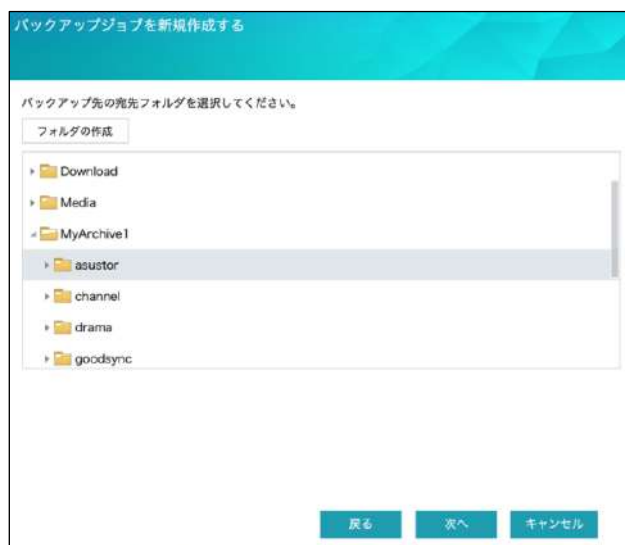 バックアップジョブを新規作成する
バックアップ先の宛先フォルダを選択してください。
フォルダの作成
Download
Media
MyArchive1
asustor
channel
drama
goodsync
戻る 次へ キャンセル